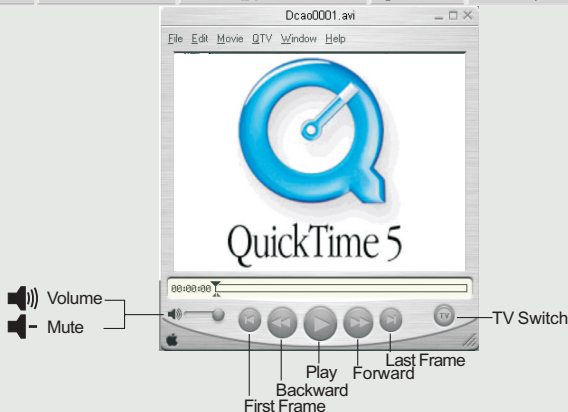 Dcao0001.avi
File Edit Movie QTV Window Help
QuickTime 5
00:00:00
Volume
Mute
TV
TV Switch
Last Frame
Play
Forward
Backward
First Frame